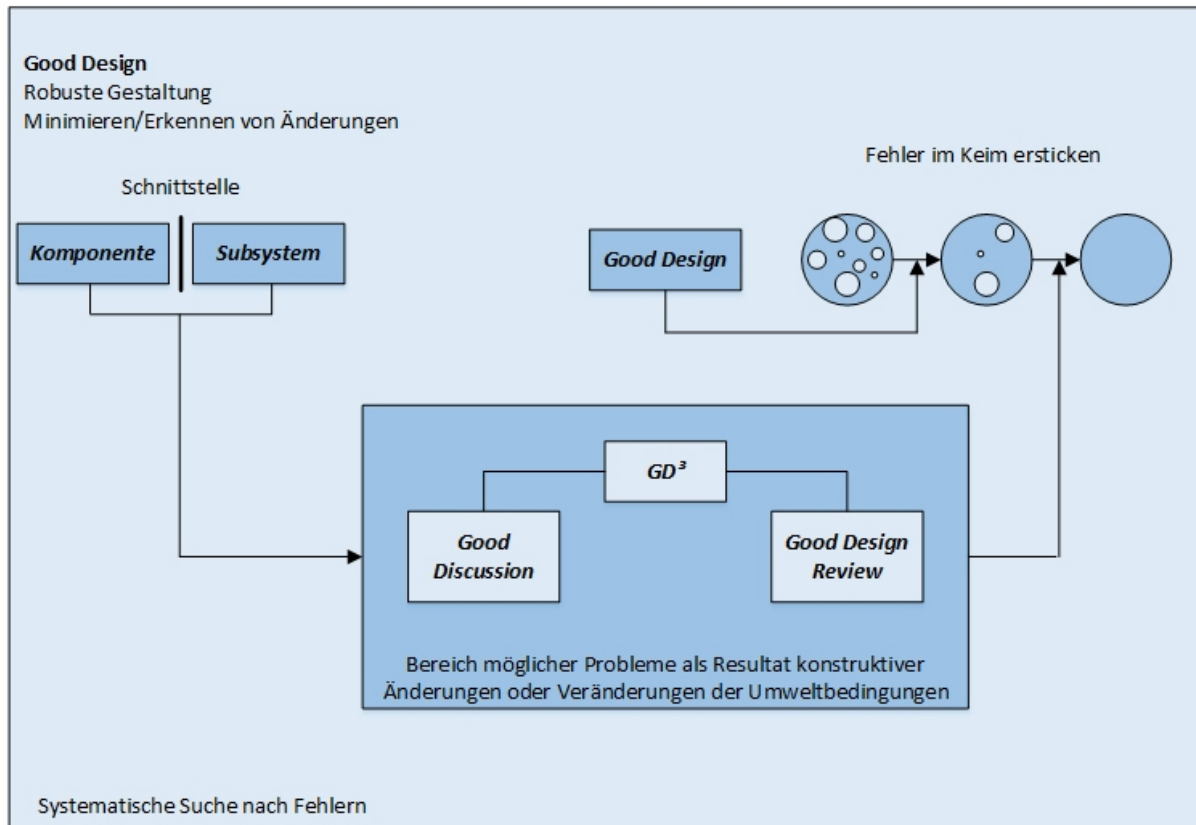 Good Design
Robuste Gestaltung
Minimieren/Erkennen von Änderungen
Fehler im Keim ersticken
Schnittstelle
Komponente
Subsystem
Good Design
GD³
Good
Discussion
Good Design
Review
Bereich möglicher Probleme als Resultat konstruktiver
Änderungen oder Veränderungen der Umweltbedingungen
Systematische Suche nach Fehlern